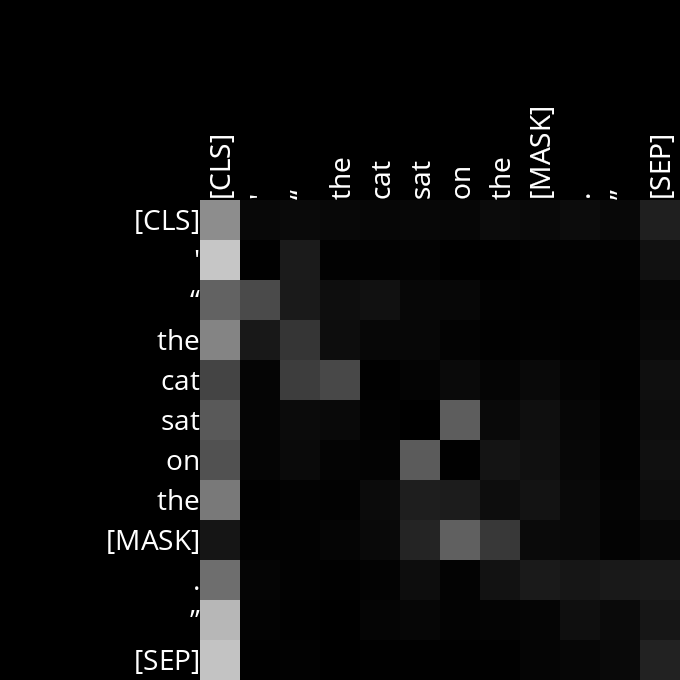 [CLS] ' “ the cat sat on the [MASK] . ” [SEP]
[CLS]
'
“
the
cat
sat
on
the
[MASK]
.
”
[SEP]